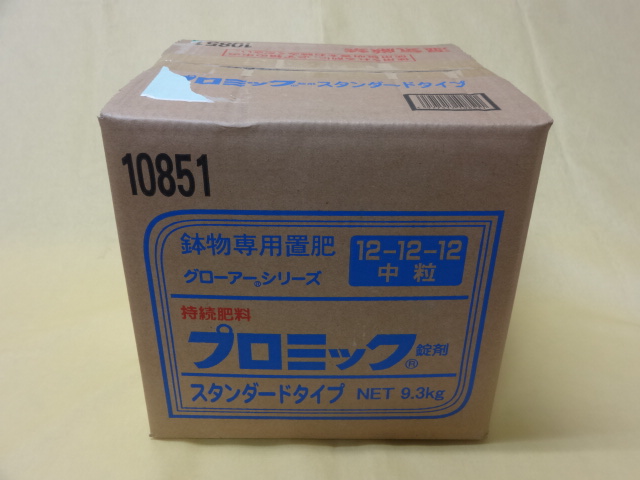 10851
プロミック®錠剤 スタンダードタイプ
10851
鉢物専用置肥
グローアー®シリーズ
12-12-12
中粒
持続肥料
プロミック®錠剤
スタンダードタイプ NET 9.3kg